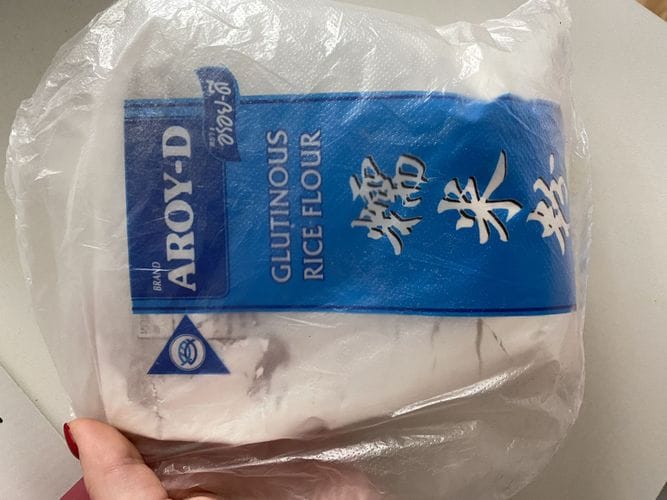 BRAND
AROY-D
GLUTINOUS
RICE FLOUR
糯米粉